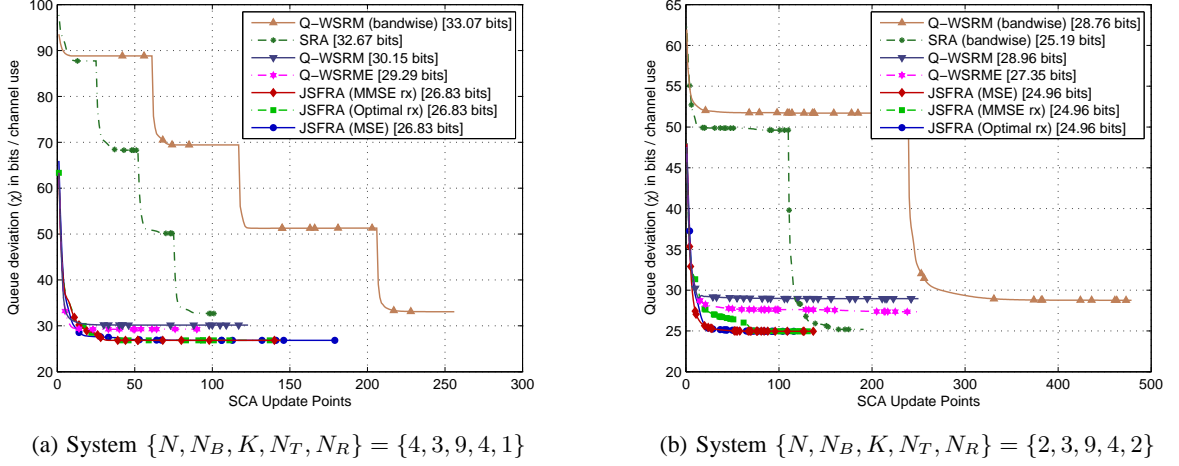 100
90
80
70
60
50
40
30
20
0
50
100
150
200
250
300
SCA Update Points
Queue deviation (χ) in bits / channel use
Q-WSRM (bandwise) [33.07 bits]
SRA [32.67 bits]
Q-WSRM [30.15 bits]
Q-WSRME [29.29 bits]
JSFRA (MMSE rx) [26.83 bits]
JSFRA (Optimal rx) [26.83 bits]
JSFRA (MSE) [26.83 bits]
(a) System {N, N_B, K, N_T, N_R} = {4, 3, 9, 4, 1}
65
60
55
50
45
40
35
30
25
20
0
100
200
300
400
500
SCA Update Points
Queue deviation (χ) in bits / channel use
Q-WSRM (bandwise) [28.76 bits]
SRA (bandwise) [25.19 bits]
Q-WSRM [28.96 bits]
Q-WSRME [27.35 bits]
JSFRA (MSE) [24.96 bits]
JSFRA (MMSE rx) [24.96 bits]
JSFRA (Optimal rx) [24.96 bits]
(b) System {N, N_B, K, N_T, N_R} = {2, 3, 9, 4, 2}